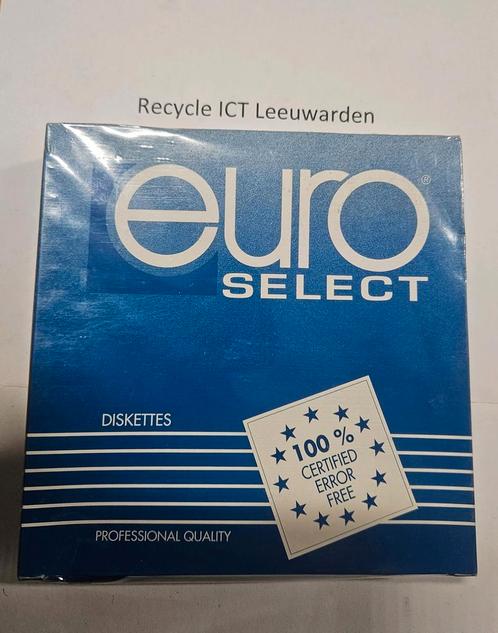 Recycle ICT Leeuwarden
euro®
SELECT
DISKETTES
100 %
CERTIFIED
ERROR
FREE
PROFESSIONAL QUALITY